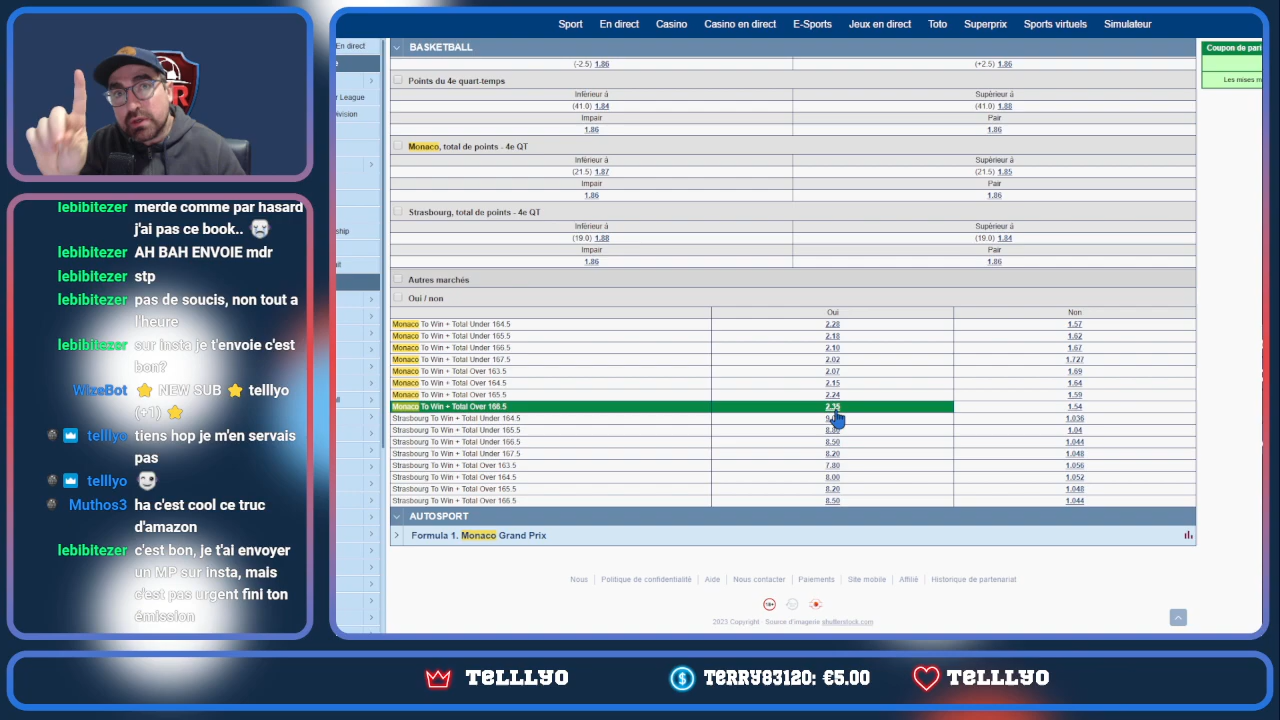 Sport En direct Casino Casino en direct E-Sports Jeux en direct Toto Superprix Sports virtuels Simulateur
En direct
League
Division
BASKETBALL
(-2.5) 1.86 (+2.5) 1.86
Points du 4e quart-temps
Inférieur à Supérieur à
(41.0) 1.84 (41.0) 1.88
Impair Pair
1.86 1.86
Monaco, total de points - 4e QT
Inférieur à Supérieur à
(21.5) 1.87 (21.5) 1.85
Impair Pair
1.86 1.86
Strasbourg, total de points - 4e QT
Inférieur à Supérieur à
(19.0) 1.88 (19.0) 1.84
Impair Pair
1.86 1.86
Autres marchés
Oui / non
Oui Non
Monaco To Win + Total Under 164.5 2.28 1.57
Monaco To Win + Total Under 165.5 2.18 1.62
Monaco To Win + Total Under 166.5 2.10 1.67
Monaco To Win + Total Under 167.5 2.02 1.727
Monaco To Win + Total Over 163.5 2.07 1.69
Monaco To Win + Total Over 164.5 2.15 1.64
Monaco To Win + Total Over 165.5 2.24 1.59
Monaco To Win + Total Over 166.5 2.35 1.54
Strasbourg To Win + Total Under 164.5 1.036
Strasbourg To Win + Total Under 165.5 8.80 1.04
Strasbourg To Win + Total Under 166.5 8.50 1.044
Strasbourg To Win + Total Under 167.5 8.20 1.048
Strasbourg To Win + Total Over 163.5 7.80 1.056
Strasbourg To Win + Total Over 164.5 8.00 1.052
Strasbourg To Win + Total Over 165.5 8.20 1.048
Strasbourg To Win + Total Over 166.5 8.50 1.044
AUTOSPORT
Formula 1. Monaco Grand Prix
Nous Politique de confidentialité Aide Nous contacter Paiements Site mobile Affilié Historique de partenariat
18+
2023 Copyright Source d'imagerie shutterstock.com
Coupon de pari
Les mises m
lebibitezer merde comme par hasard
j'ai pas ce book..
lebibitezer AH BAH ENVOIE mdr
lebibitezer stp
lebibitezer pas de soucis, non tout a
l'heure
lebibitezer sur insta je t'envoie c'est
bon?
WizeBot NEW SUB telllyo
(+1)
telllyo tiens hop je m'en servais
pas
telllyo
Muthos3 ha c'est cool ce truc
d'amazon
lebibitezer c'est bon, je t'ai envoyer
un MP sur insta, mais
c'est pas urgent fini ton
émission
TELLLYO
$ TERRY83120: €5.00
TELLLYO